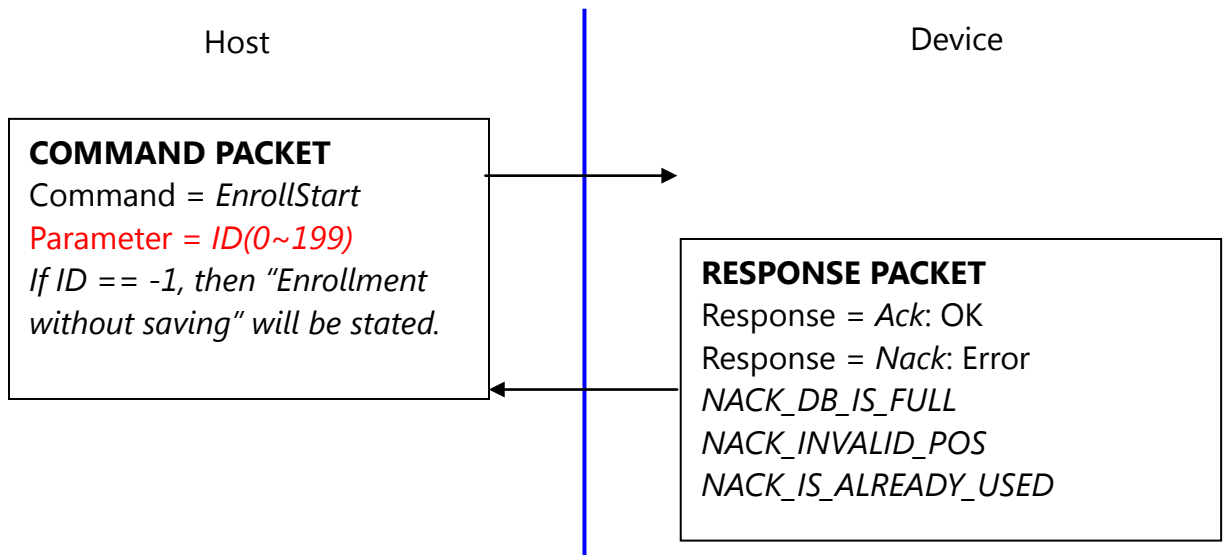 Host
Device
COMMAND PACKET
Command = EnrollStart
Parameter = ID(0~199)
If ID == -1, then “Enrollment
without saving” will be stated.
RESPONSE PACKET
Response = Ack: OK
Response = Nack: Error
NACK_DB_IS_FULL
NACK_INVALID_POS
NACK_IS_ALREADY_USED